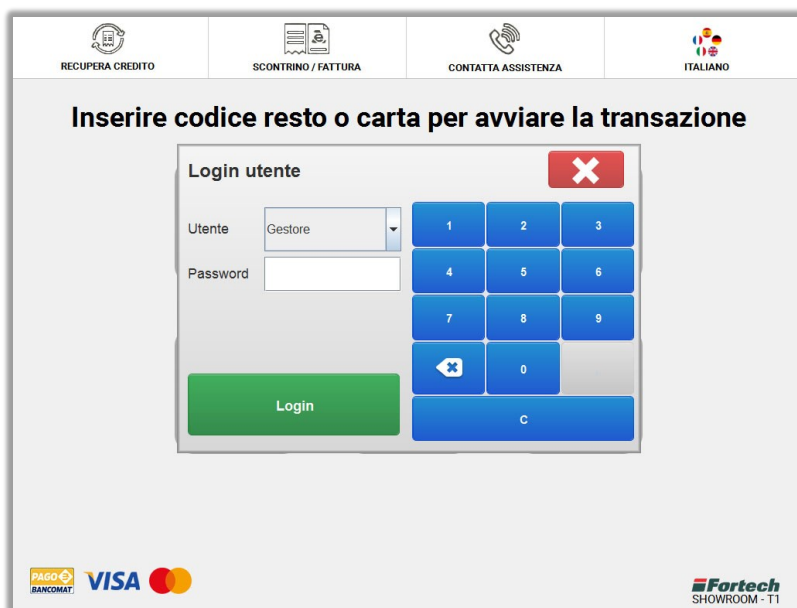 RECUPERA CREDITO
SCONTRINO / FATTURA
CONTATTA ASSISTENZA
ITALIANO
Inserire codice resto o carta per avviare la transazione
Login utente
Utente
Gestore
1
2
3
Password
4
5
6
7
8
9
0
Login
C
PAGO
BANCOMAT
VISA
Fortech
SHOWROOM - T1